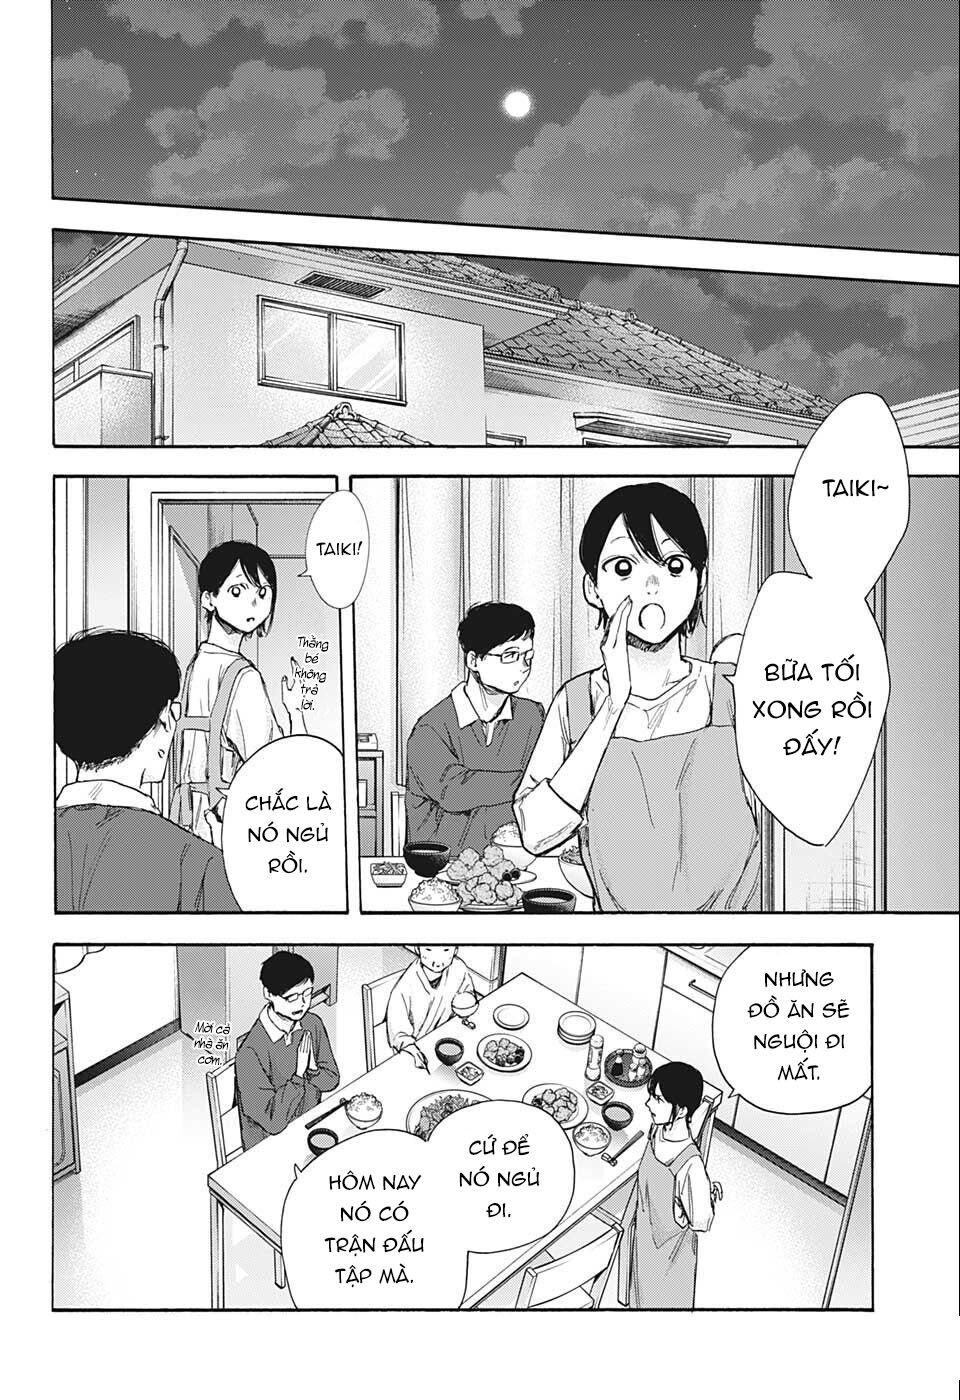 TAIKI~
BỮA TỐI
XONG RỒI
ĐẤY!
TAIKI!
Thằng
bé
không
trả
lời.
CHẮC LÀ
NÓ NGỦ
RỒI.
NHƯNG
ĐỒ ĂN SẼ
NGUỘI ĐI
MẤT.
CỨ ĐỂ
NÓ NGỦ
ĐI.
HÔM NAY
NÓ CÓ
TRẬN ĐẤU
TẬP MÀ.
Mời cả
nhà ăn
cơm.